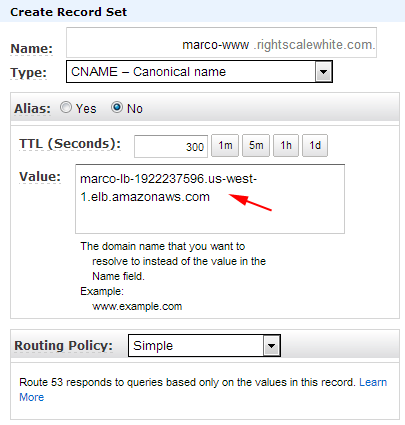 Create Record Set
Name: marco-www .rightscalewhite.com.
Type: CNAME – Canonical name
Alias: Yes No
TTL (Seconds): 300 1m 5m 1h 1d
Value: marco-lb-1922237596.us-west-
1.elb.amazonaws.com
The domain name that you want to
resolve to instead of the value in the
Name field.
Example:
www.example.com
Routing Policy: Simple
Route 53 responds to queries based only on the values in this record. Learn
More